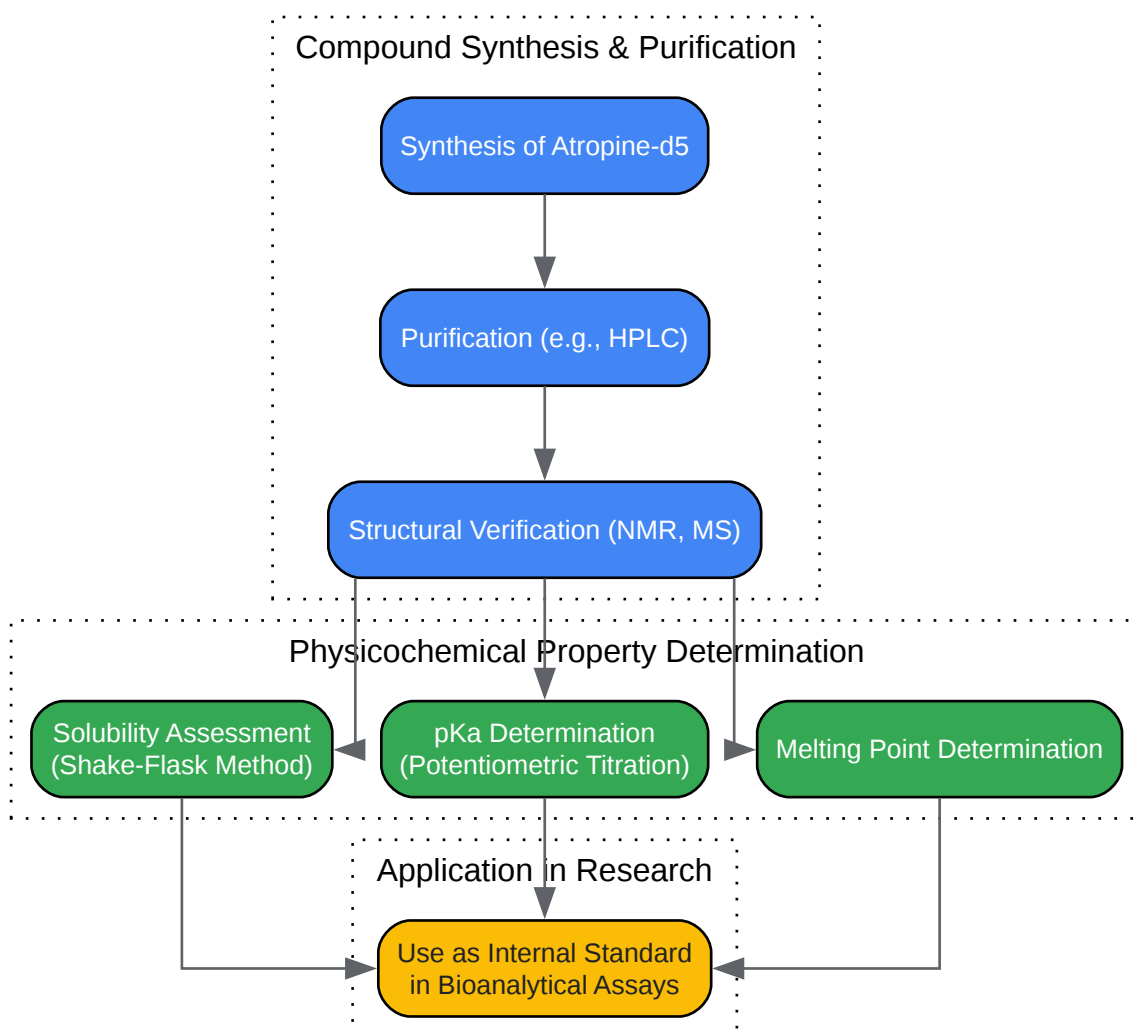 Compound Synthesis & Purification
Synthesis of Atropine-d5
Purification (e.g., HPLC)
Structural Verification (NMR, MS)
Physicochemical Property Determination
Solubility Assessment
(Shake-Flask Method)
pKa Determination
(Potentiometric Titration)
Melting Point Determination
Application in Research
Use as Internal Standard
in Bioanalytical Assays